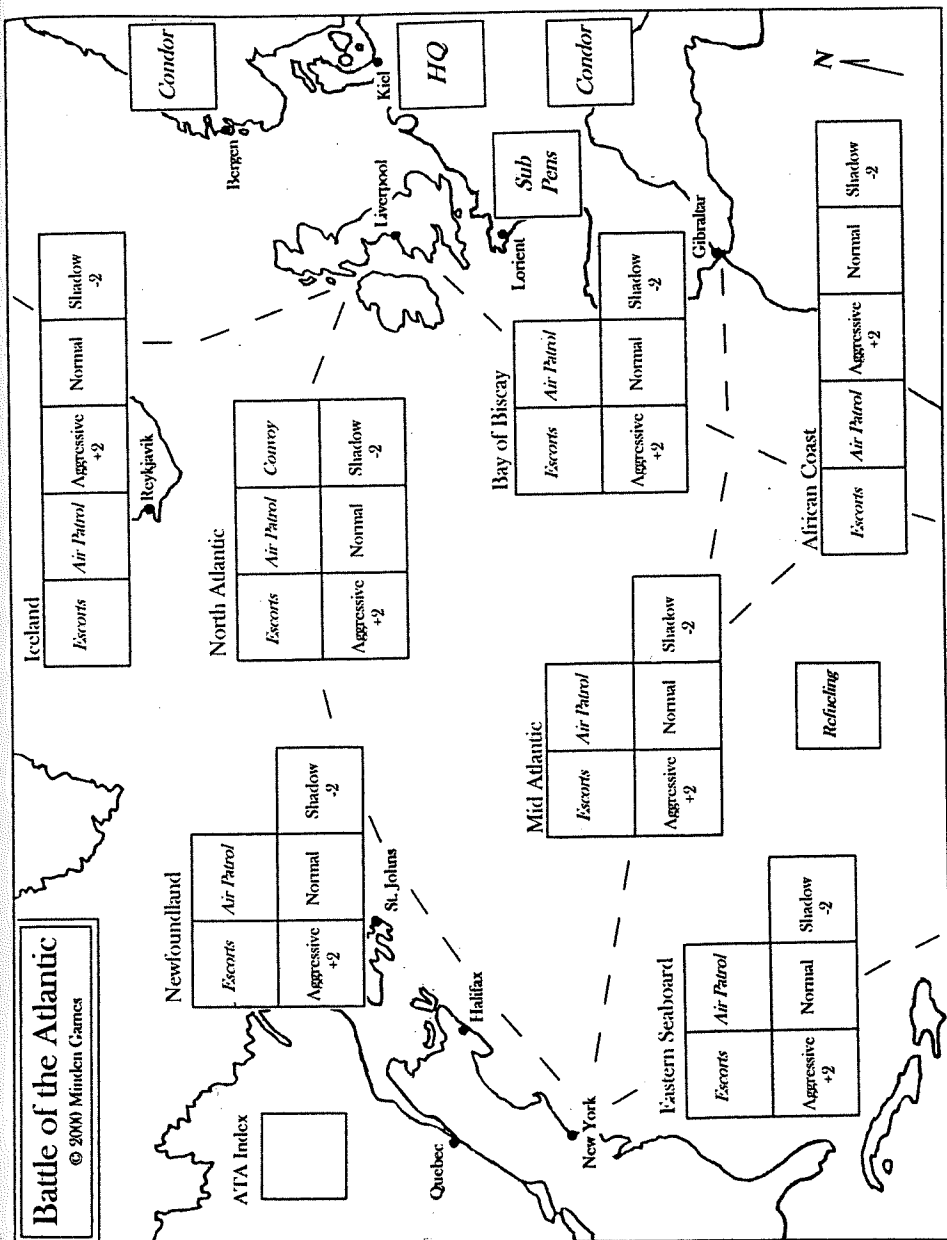 Battle of the Atlantic
© 2000 Minden Games
ATA Index
Quebec
New York
Halifax
St. Johns
Newfoundland
Escorts
Air Patrol
Aggressive
+2
Normal
Shadow
-2
Iceland
Escorts
Air Patrol
Aggressive
+2
Normal
Shadow
-2
Reykjavik
North Atlantic
Escorts
Air Patrol
Convoy
Aggressive
+2
Normal
Shadow
-2
Eastern Seaboard
Escorts
Air Patrol
Aggressive
+2
Normal
Shadow
-2
Mid Atlantic
Escorts
Air Patrol
Aggressive
+2
Normal
Shadow
-2
Refueling
Bay of Biscay
Escorts
Air Patrol
Aggressive
+2
Normal
Shadow
-2
African Coast
Escorts
Air Patrol
Aggressive
+2
Normal
Shadow
-2
Bergen
Condor
Kiel
HQ
Liverpool
Lorient
Sub
Pens
Condor
Gibraltar
N